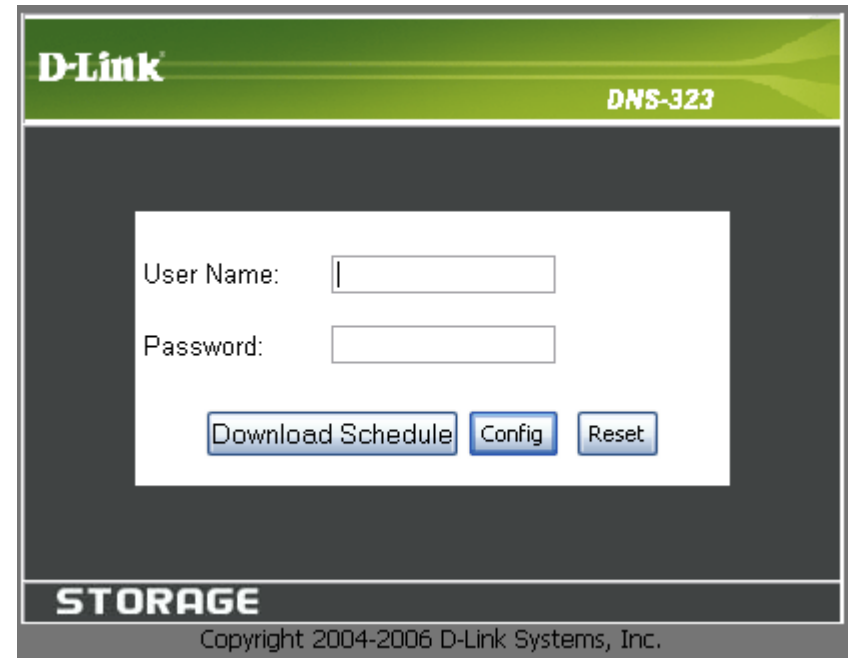 D-Link
DNS-323
User Name:
Password:
Download Schedule Config Reset
STORAGE
Copyright 2004-2006 D-Link Systems, Inc.